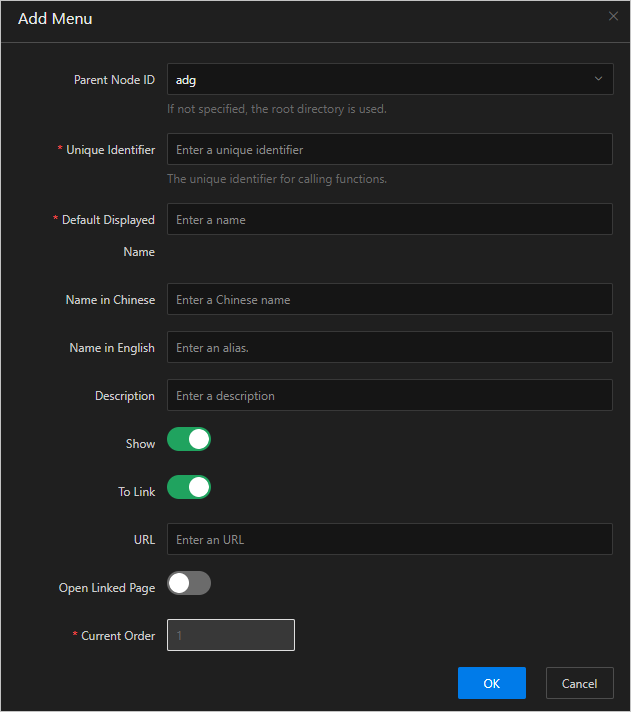 Add Menu
Parent Node ID
adg
If not specified, the root directory is used.
* Unique Identifier
Enter a unique identifier
The unique identifier for calling functions.
* Default Displayed
Name
Enter a name
Name in Chinese
Enter a Chinese name
Name in English
Enter an alias.
Description
Enter a description
Show
To Link
URL
Enter an URL
Open Linked Page
* Current Order
1
OK
Cancel